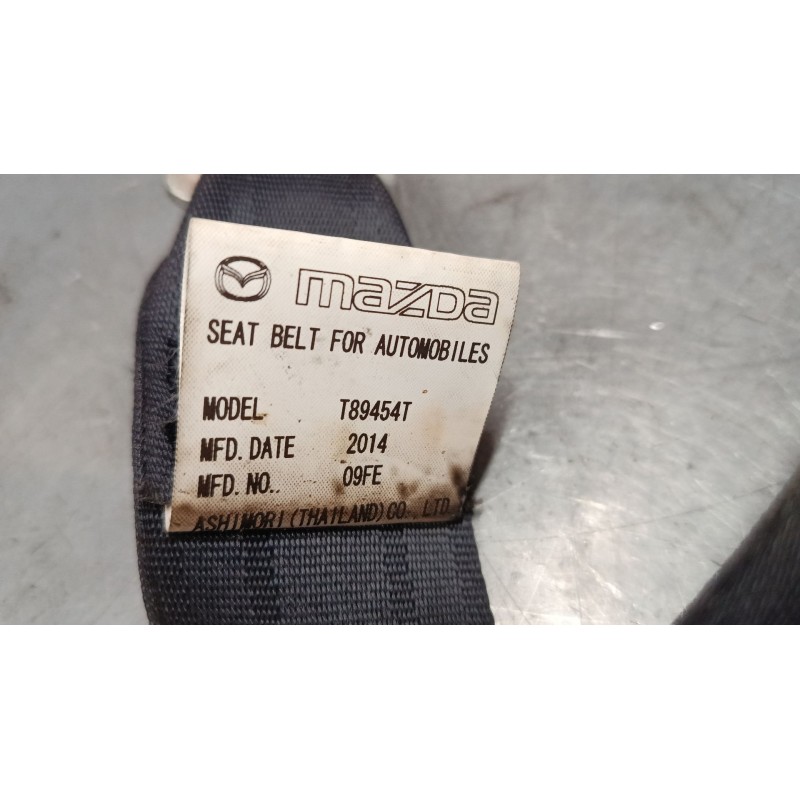 mazda
SEAT BELT FOR AUTOMOBILES
MODEL T89454T
MFD. DATE 2014
MFD. NO.. 09FE
ASHIMORI (THAILAND) CO., LTD